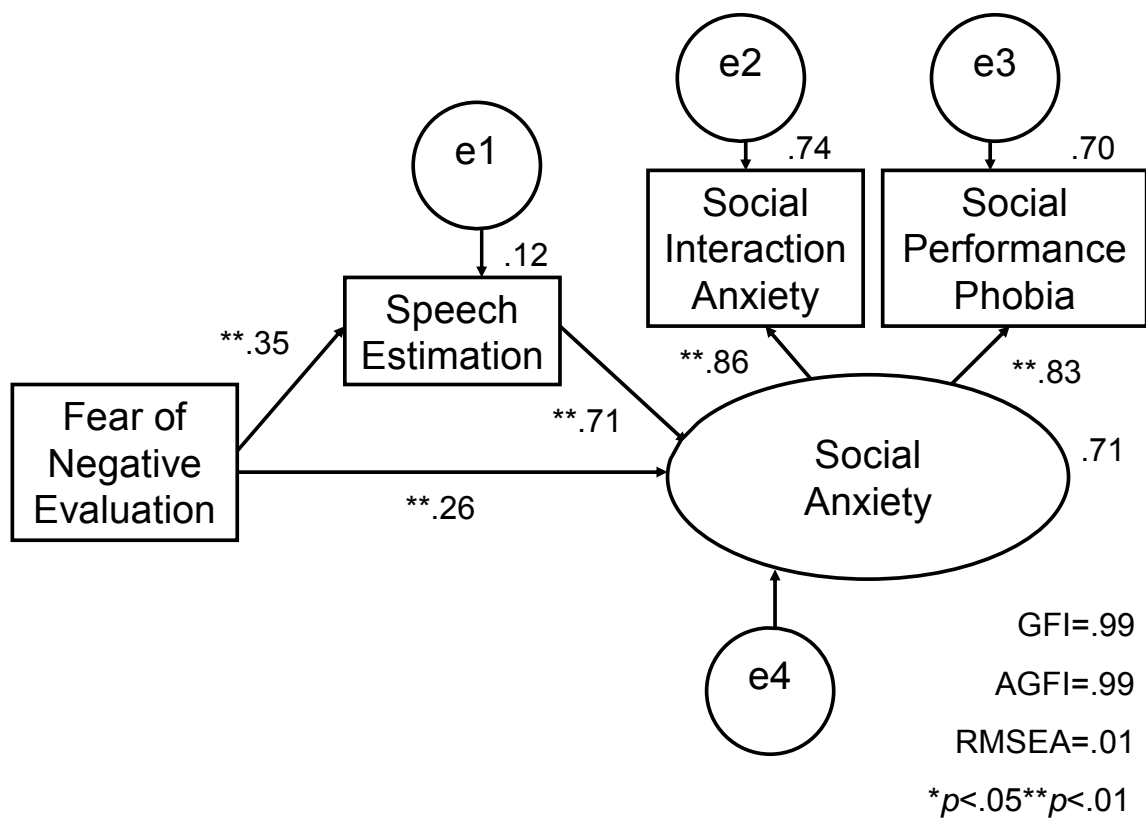 e2
e3
e1
.74
.70
Social
Interaction
Anxiety
Social
Performance
Phobia
.12
Speech
Estimation
**.35
**.86
**.83
Fear of
Negative
Evaluation
**.71
Social
Anxiety
.71
**.26
GFI=.99
e4
AGFI=.99
RMSEA=.01
*p<.05**p<.01